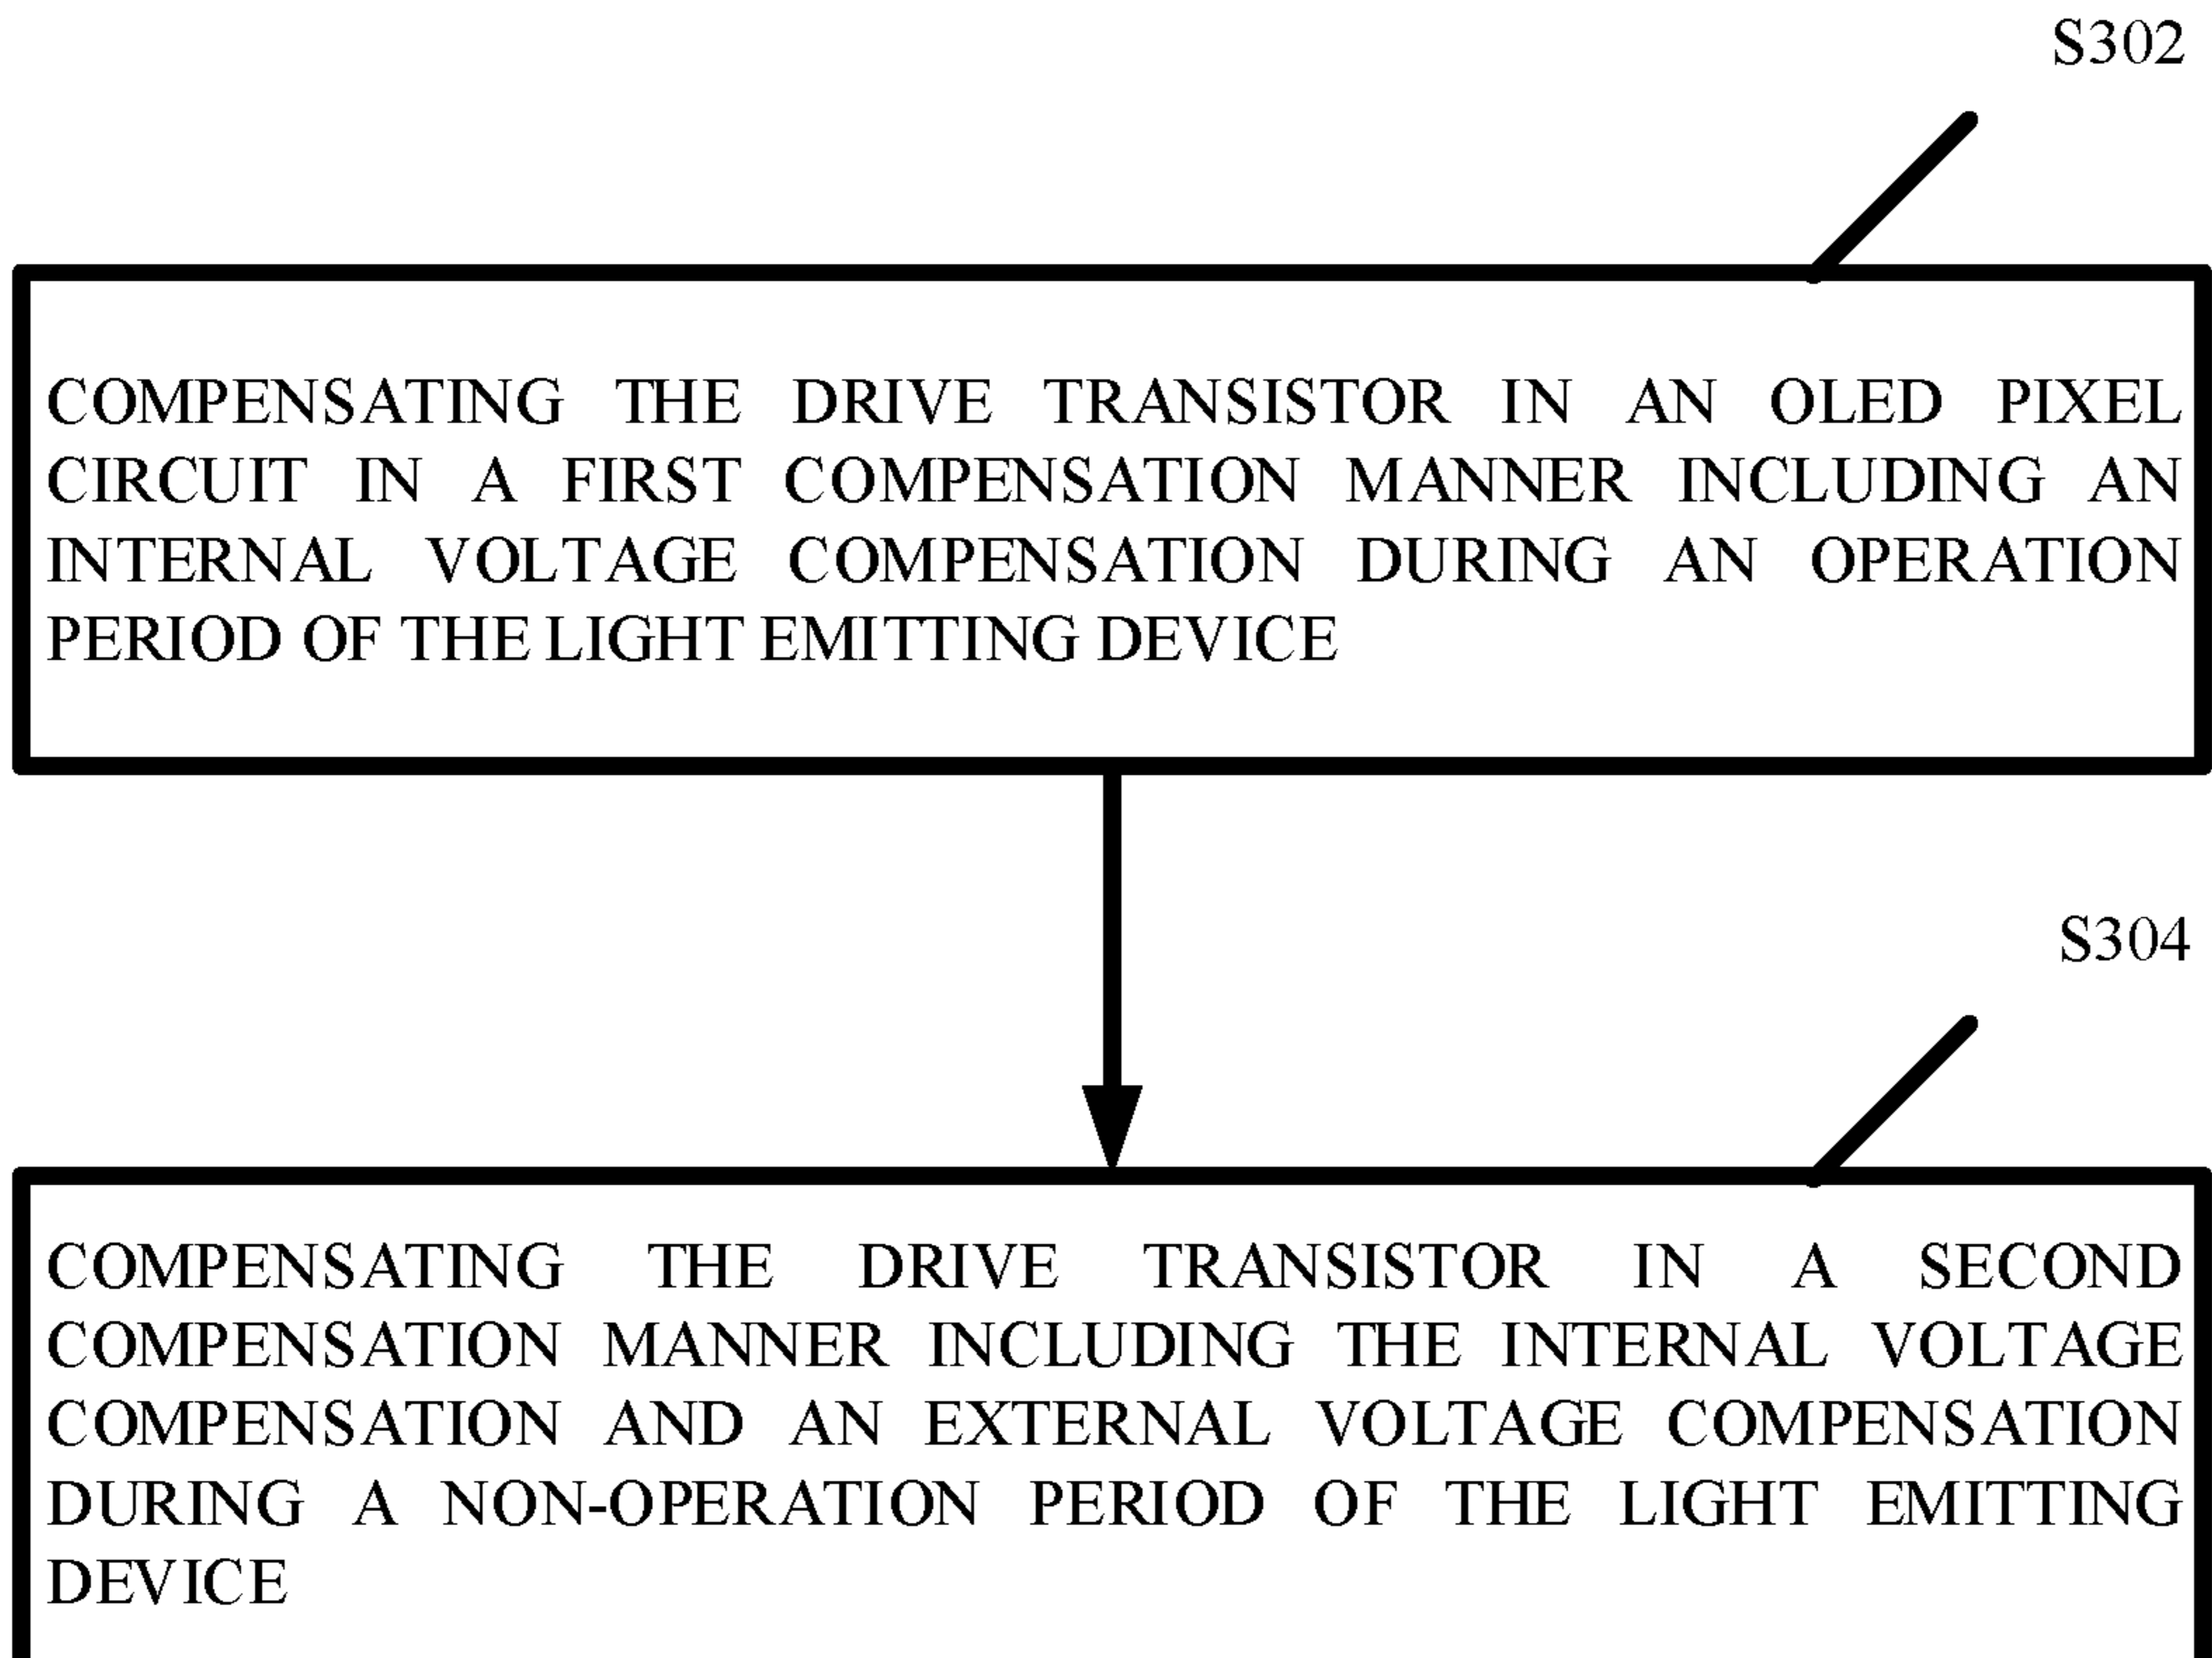 S302
COMPENSATING THE DRIVE TRANSISTOR IN AN OLED PIXEL
CIRCUIT IN A FIRST COMPENSATION MANNER INCLUDING AN
INTERNAL VOLTAGE COMPENSATION DURING AN OPERATION
PERIOD OF THE LIGHT EMITTING DEVICE
S304
COMPENSATING THE DRIVE TRANSISTOR IN A SECOND
COMPENSATION MANNER INCLUDING THE INTERNAL VOLTAGE
COMPENSATION AND AN EXTERNAL VOLTAGE COMPENSATION
DURING A NON-OPERATION PERIOD OF THE LIGHT EMITTING
DEVICE